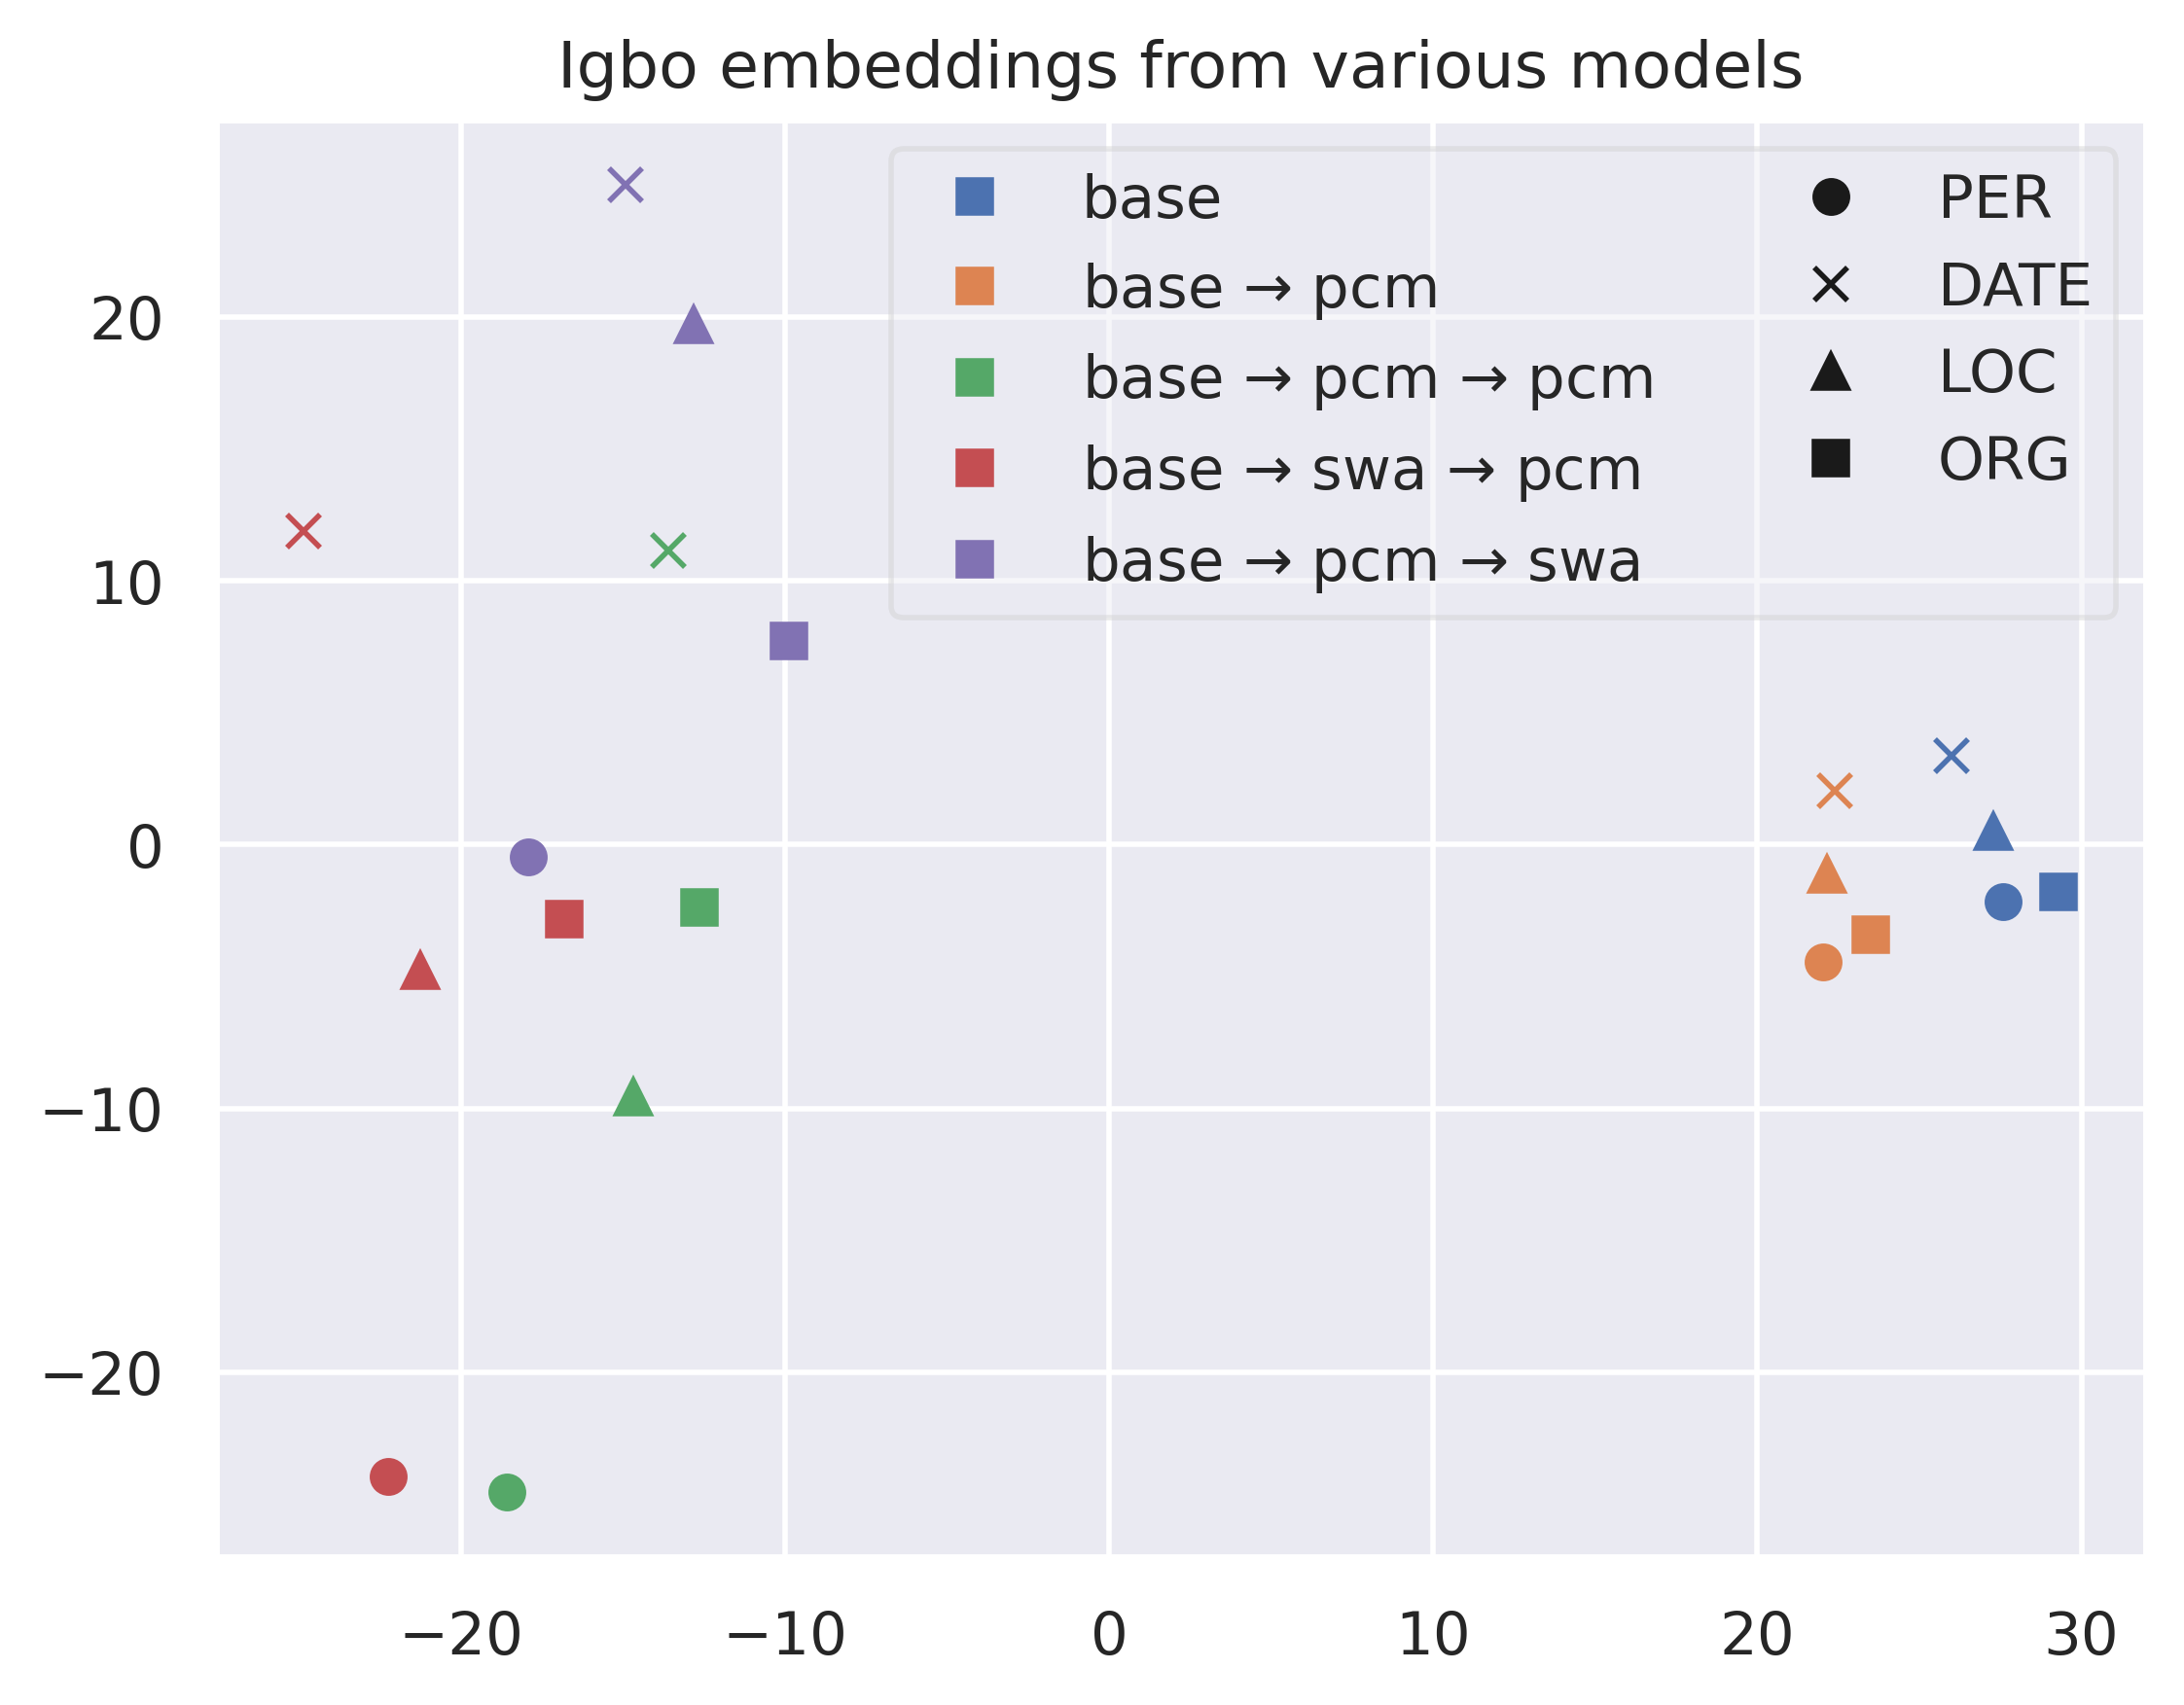 Igbo embeddings from various models
base
base → pcm
base → pcm → pcm
base → swa → pcm
base → pcm → swa
PER
DATE
LOC
ORG
20
10
0
−10
−20
−20
−10
0
10
20
30